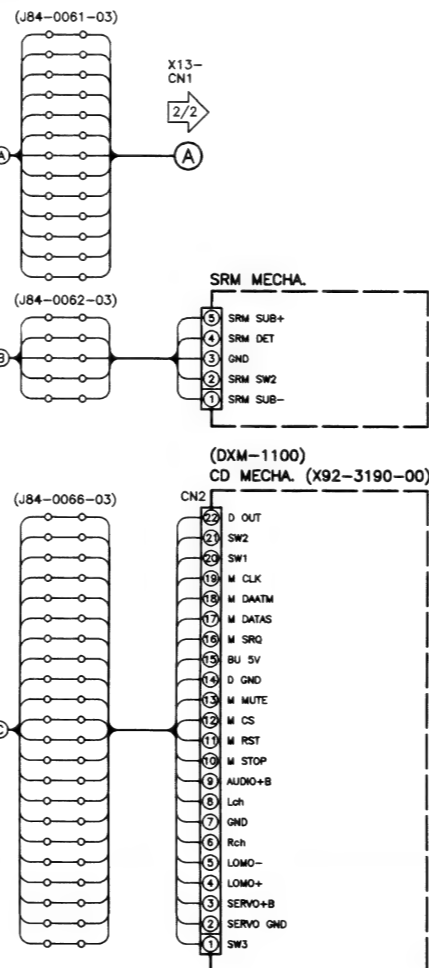 (J84-0061-03)
X13-
CN1
2/2
A
A
SRM MECHA.
(J84-0062-03)
B
5 SRM SUB+
4 SRM DET
3 GND
2 SRM SW2
1 SRM SUB-
(DXM-1100)
CD MECHA. (X92-3190-00)
(J84-0066-03)
CN2
C
22 D OUT
21 SW2
20 SW1
19 M CLK
18 M DAATM
17 M DATAS
16 M SRQ
15 BU 5V
14 D GND
13 M MUTE
12 M CS
11 M RST
10 M STOP
9 AUDIO+B
8 Lch
7 GND
6 Rch
5 LOMO-
4 LOMO+
3 SERVO+B
2 SERVO GND
1 SW3